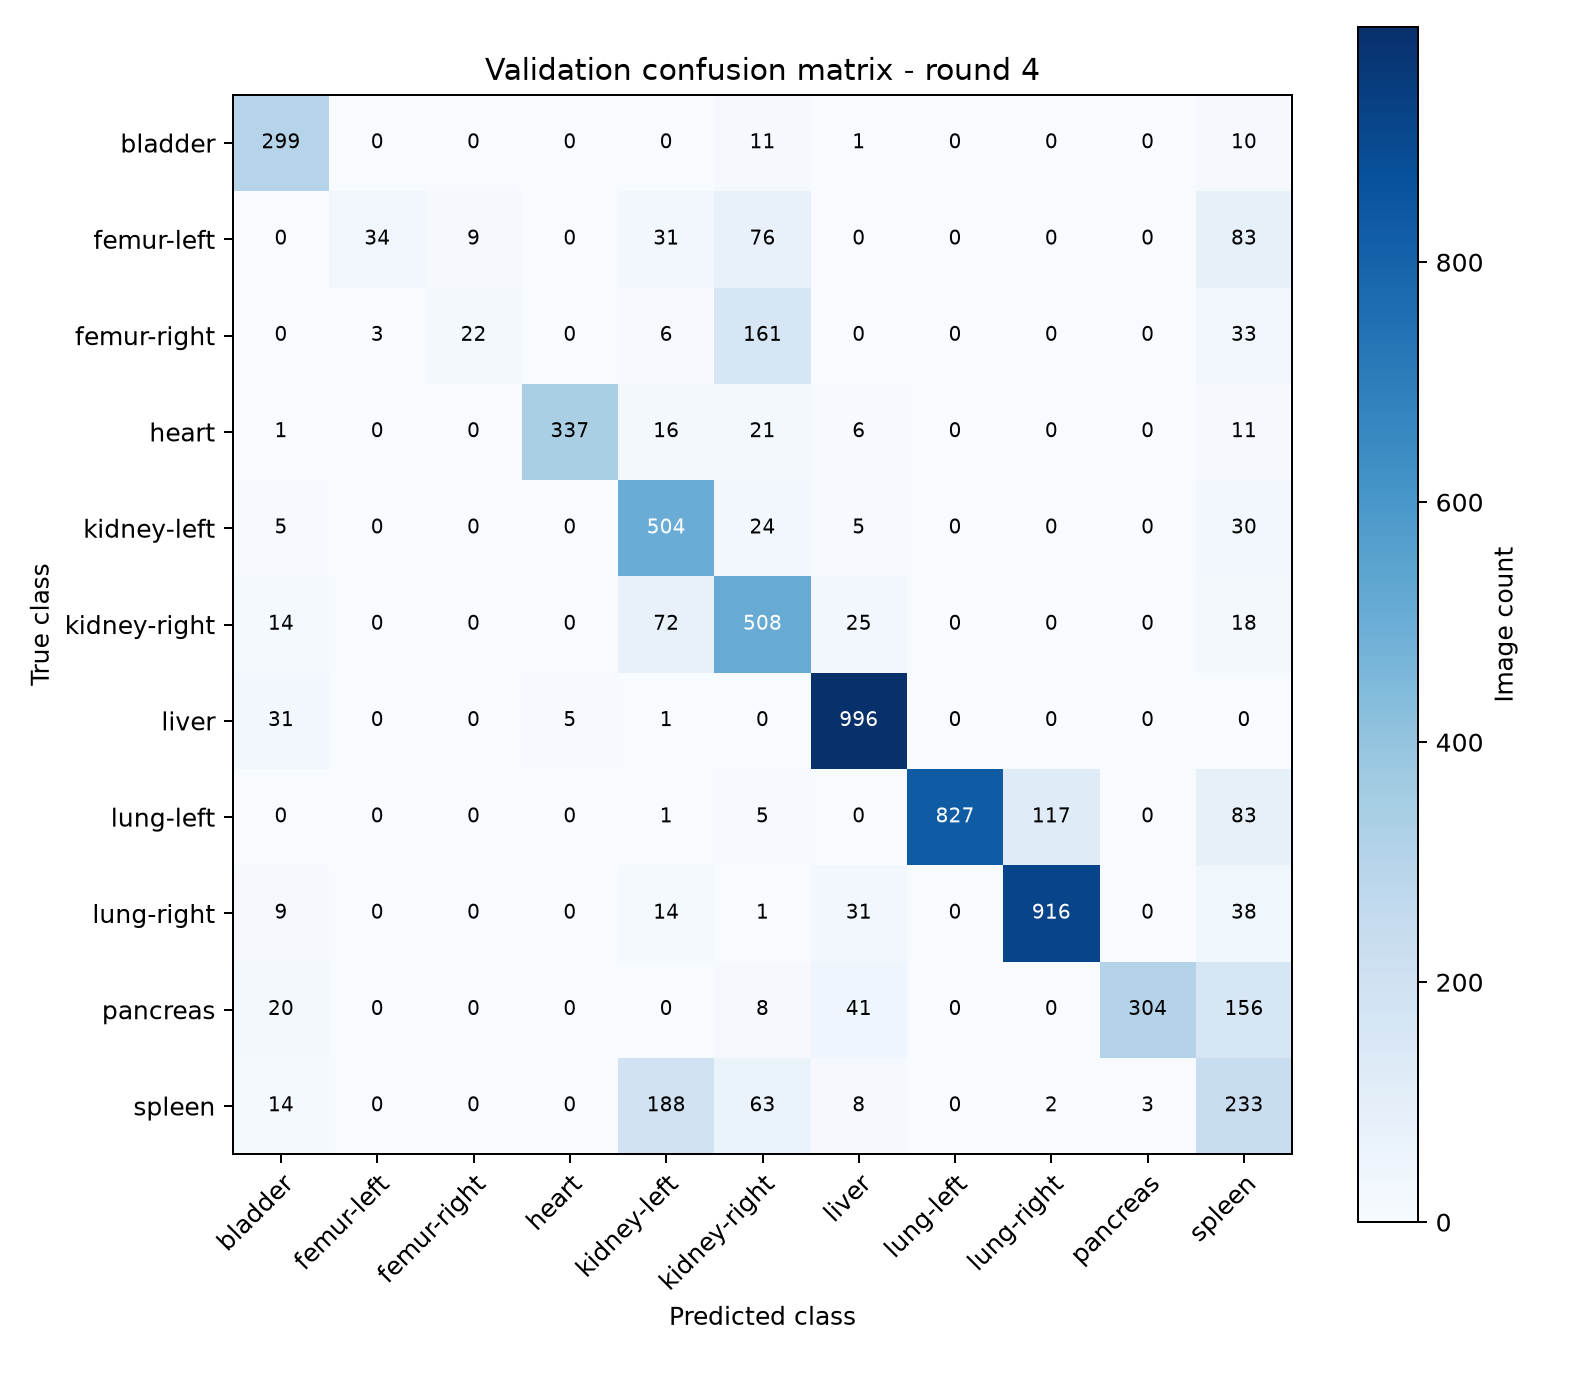 Validation confusion matrix - round 4
bladder 299 0 0 0 0 11 1 0 0 0 10
femur-left 0 34 9 0 31 76 0 0 0 0 83
femur-right 0 3 22 0 6 161 0 0 0 0 33
heart 1 0 0 337 16 21 6 0 0 0 11
kidney-left 5 0 0 0 504 24 5 0 0 0 30
kidney-right 14 0 0 0 72 508 25 0 0 0 18
liver 31 0 0 5 1 0 996 0 0 0 0
lung-left 0 0 0 0 1 5 0 827 117 0 83
lung-right 9 0 0 0 14 1 31 0 916 0 38
pancreas 20 0 0 0 0 8 41 0 0 304 156
spleen 14 0 0 0 188 63 8 0 2 3 233
bladder femur-left femur-right heart kidney-left kidney-right liver lung-left lung-right pancreas spleen
Predicted class
True class
800
600
400
200
0
Image count